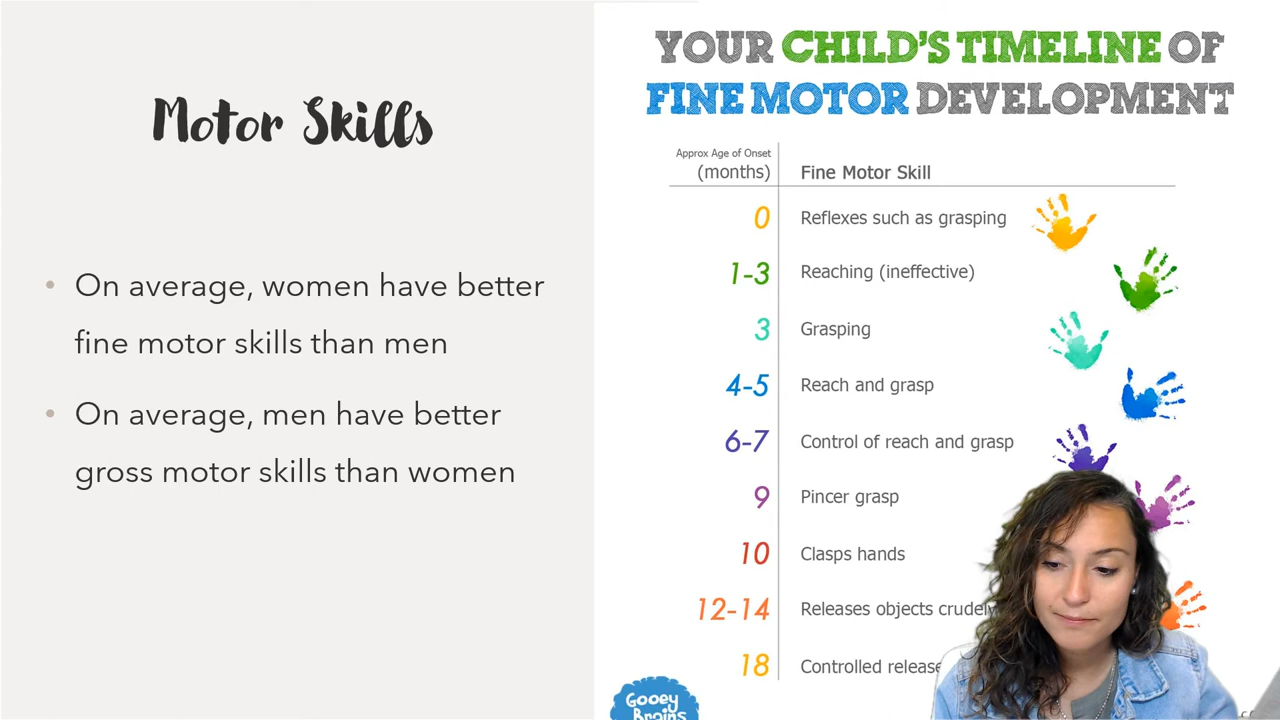 Motor Skills
On average, women have better
fine motor skills than men
On average, men have better
gross motor skills than women
YOUR CHILD'S TIMELINE OF
FINE MOTOR DEVELOPMENT
Approx Age of Onset
(months) Fine Motor Skill
0 Reflexes such as grasping
1-3 Reaching (ineffective)
3 Grasping
4-5 Reach and grasp
6-7 Control of reach and grasp
9 Pincer grasp
10 Clasps hands
12-14 Releases objects crudely
18 Controlled release
Gooey
Brains